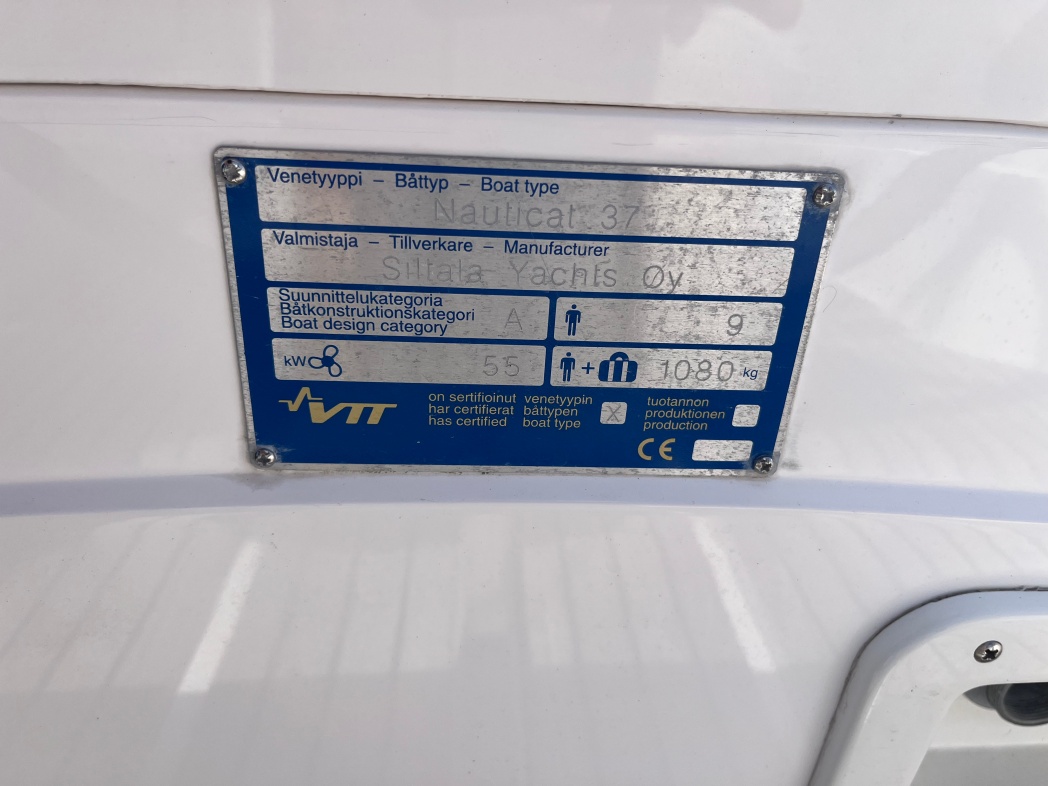 Venetyyppi – Båttyp – Boat type
Nauticat 37
Valmistaja – Tillverkare – Manufacturer
Siltala Yachts Oy
Suunnittelukategoria
Båtkonstruktionskategori
Boat design category
A
9
kW
55
+
1080 kg
VTT
on sertifioinut venetyypin
har certifierat båttypen
has certified boat type
X
tuotannon
produktionen
production
CE